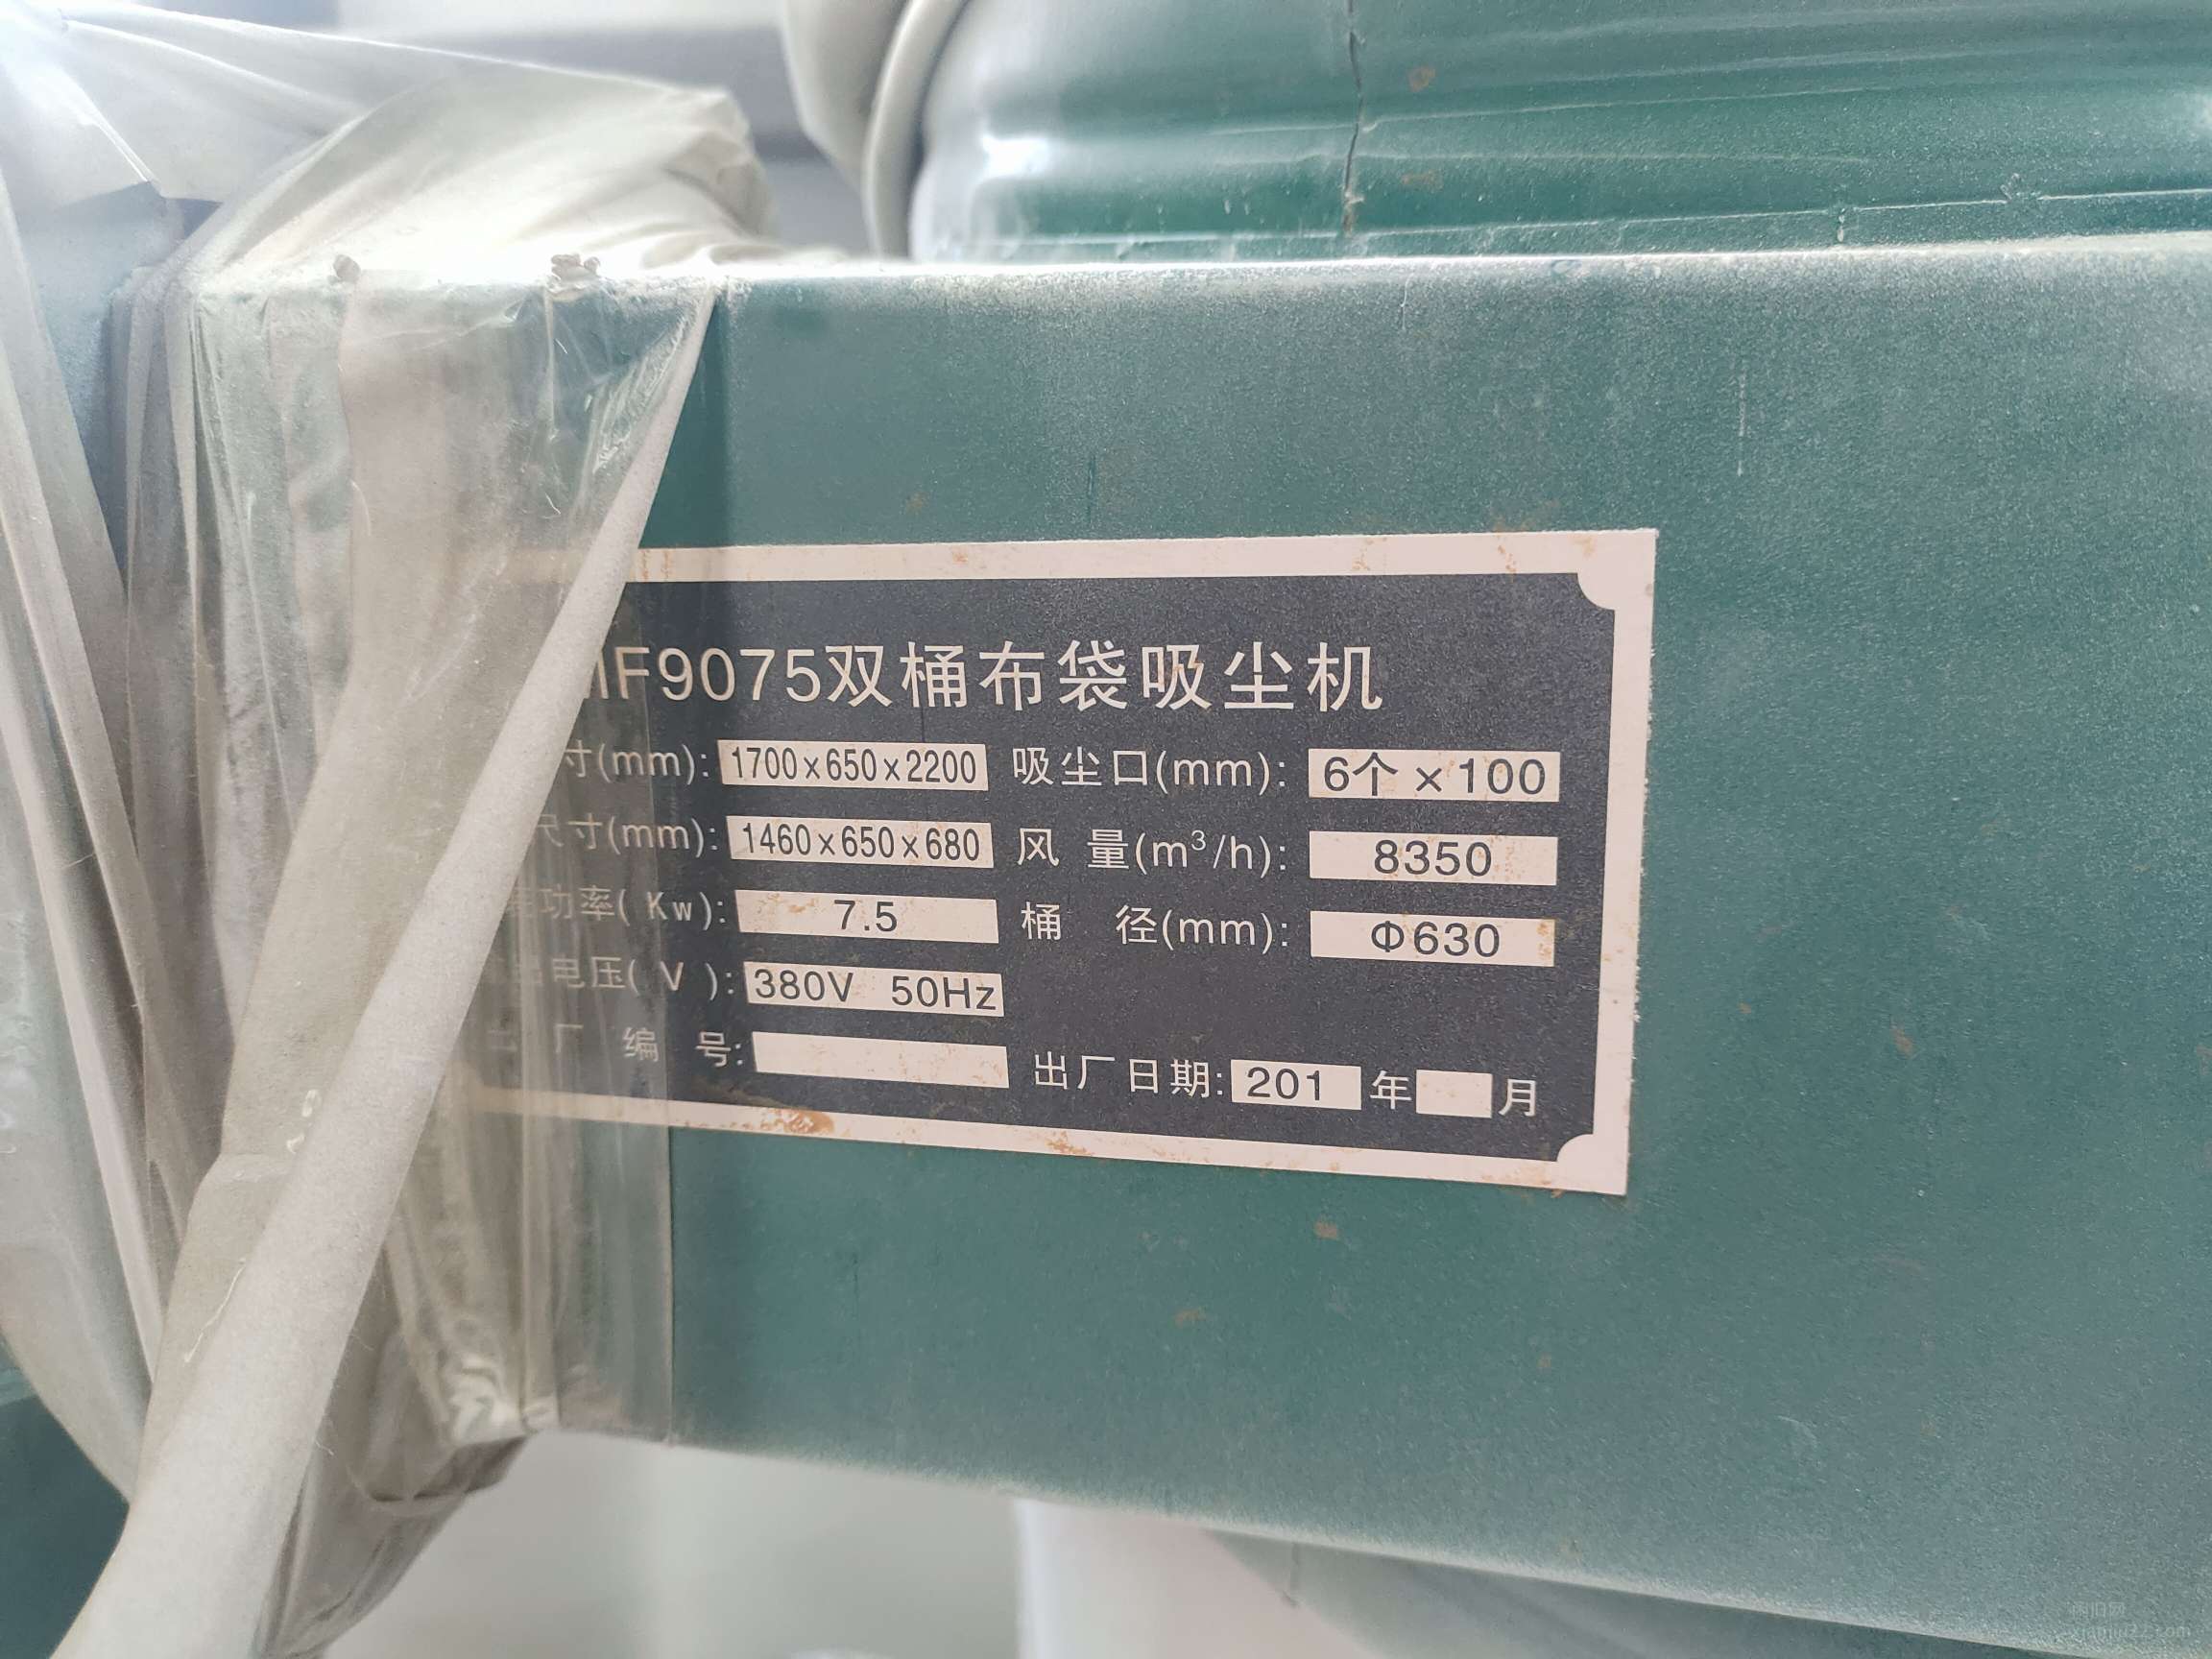 MF9075双桶布袋吸尘机
寸(mm): 1700×650×2200 吸尘口(mm): 6个×100
尺寸(mm): 1460×650×680 风 量(m³/h): 8350
功率( Kw): 7.5 桶 径(mm): Φ630
电压( V ): 380V 50Hz
出 厂 编 号: 出厂日期: 201 年 月